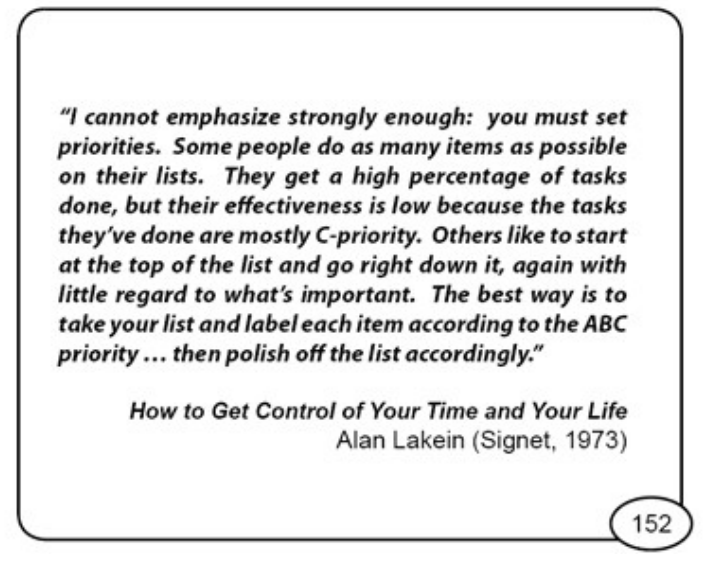 “I cannot emphasize strongly enough:  you must set
priorities.  Some people do as many items as possible
on their lists.  They get a high percentage of tasks
done, but their effectiveness is low because the tasks
they’ve done are mostly C-priority.  Others like to start
at the top of the list and go right down it, again with
little regard to what’s important.  The best way is to
take your list and label each item according to the ABC
priority … then polish off the list accordingly.”
How to Get Control of Your Time and Your Life
Alan Lakein (Signet, 1973)
152